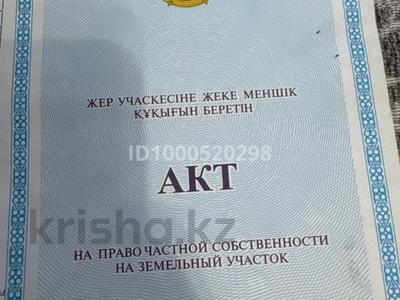 ЖЕР УЧАСКЕСІНЕ ЖЕКЕ МЕНШІК
ҚҰҚЫҒЫН БЕРЕТІН
ID1000520298
АКТ
krisha.kz
НА ПРАВО ЧАСТНОЙ СОБСТВЕННОСТИ
НА ЗЕМЕЛЬНЫЙ УЧАСТОК